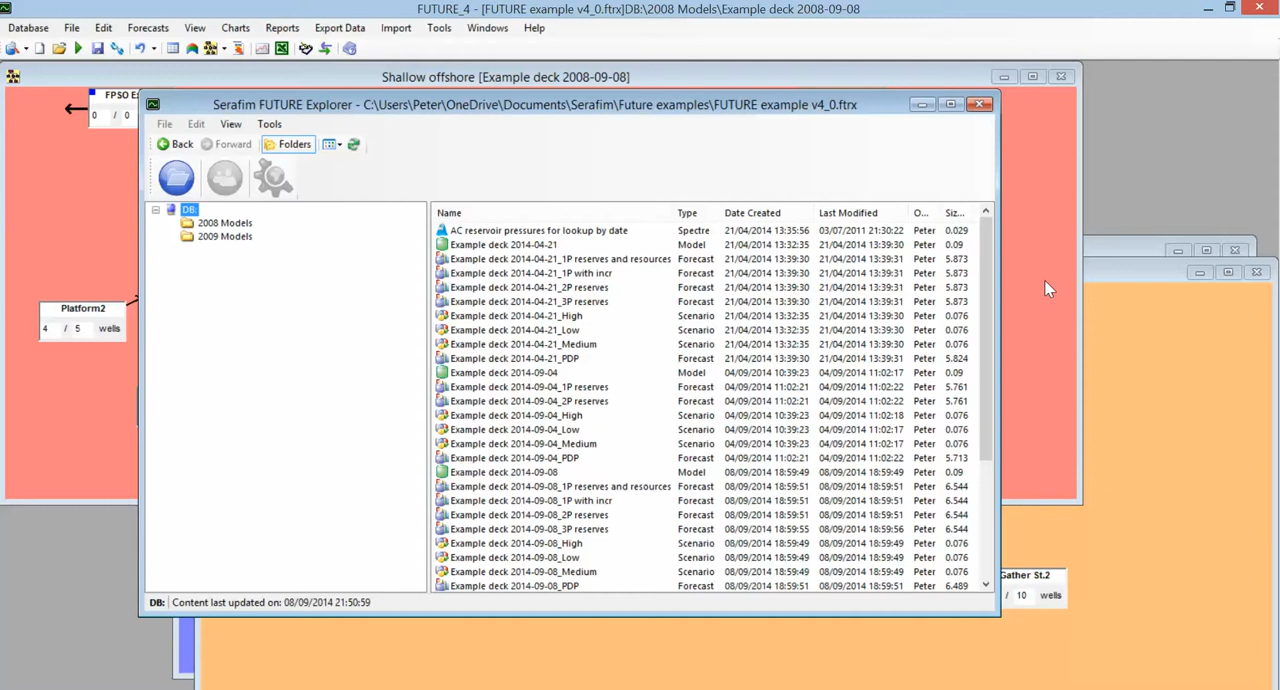 FUTURE_4 - [FUTURE example v4_0.ftrx]DB:\2008 Models\Example deck 2008-09-08
Database File Edit Forecasts View Charts Reports Export Data Import Tools Windows Help
Shallow offshore [Example deck 2008-09-08]
FPSO E
0 / 0
Platform2
4 / 5 wells
Serafim FUTURE Explorer - C:\Users\Peter\OneDrive\Documents\Serafim\Future examples\FUTURE example v4_0.ftrx
File Edit View Tools
Back Forward Folders
DB:
2008 Models
2009 Models
Name Type Date Created Last Modified O... Siz...
AC reservoir pressures for lookup by date Spectre 21/04/2014 13:35:56 03/07/2011 21:30:22 Peter 0.029
Example deck 2014-04-21 Model 21/04/2014 13:32:35 21/04/2014 13:39:30 Peter 0.09
Example deck 2014-04-21_1P reserves and resources Forecast 21/04/2014 13:39:30 21/04/2014 13:39:30 Peter 5.873
Example deck 2014-04-21_1P with incr Forecast 21/04/2014 13:39:30 21/04/2014 13:39:30 Peter 5.873
Example deck 2014-04-21_2P reserves Forecast 21/04/2014 13:39:30 21/04/2014 13:39:31 Peter 5.873
Example deck 2014-04-21_3P reserves Forecast 21/04/2014 13:39:30 21/04/2014 13:39:31 Peter 5.873
Example deck 2014-04-21_High Scenario 21/04/2014 13:32:35 21/04/2014 13:39:30 Peter 0.076
Example deck 2014-04-21_Low Scenario 21/04/2014 13:32:35 21/04/2014 13:39:30 Peter 0.076
Example deck 2014-04-21_Medium Scenario 21/04/2014 13:32:35 21/04/2014 13:39:30 Peter 0.076
Example deck 2014-04-21_PDP Forecast 21/04/2014 13:39:30 21/04/2014 13:39:31 Peter 5.824
Example deck 2014-09-04 Model 04/09/2014 10:39:23 04/09/2014 11:02:17 Peter 0.09
Example deck 2014-09-04_1P reserves Forecast 04/09/2014 11:02:21 04/09/2014 11:02:22 Peter 5.761
Example deck 2014-09-04_2P reserves Forecast 04/09/2014 11:02:21 04/09/2014 11:02:22 Peter 5.761
Example deck 2014-09-04_High Scenario 04/09/2014 10:39:23 04/09/2014 11:02:18 Peter 0.076
Example deck 2014-09-04_Low Scenario 04/09/2014 10:39:23 04/09/2014 11:02:17 Peter 0.076
Example deck 2014-09-04_Medium Scenario 04/09/2014 10:39:23 04/09/2014 11:02:17 Peter 0.076
Example deck 2014-09-04_PDP Forecast 04/09/2014 11:02:21 04/09/2014 11:02:22 Peter 5.713
Example deck 2014-09-08 Model 08/09/2014 18:59:49 08/09/2014 18:59:49 Peter 0.09
Example deck 2014-09-08_1P reserves and resources Forecast 08/09/2014 18:59:51 08/09/2014 18:59:51 Peter 6.544
Example deck 2014-09-08_1P with incr Forecast 08/09/2014 18:59:51 08/09/2014 18:59:51 Peter 6.544
Example deck 2014-09-08_2P reserves Forecast 08/09/2014 18:59:51 08/09/2014 18:59:51 Peter 6.544
Example deck 2014-09-08_3P reserves Forecast 08/09/2014 18:59:55 08/09/2014 18:59:56 Peter 6.544
Example deck 2014-09-08_High Scenario 08/09/2014 18:59:49 08/09/2014 18:59:49 Peter 0.076
Example deck 2014-09-08_Low Scenario 08/09/2014 18:59:49 08/09/2014 18:59:49 Peter 0.076
Example deck 2014-09-08_Medium Scenario 08/09/2014 18:59:49 08/09/2014 18:59:49 Peter 0.076
Example deck 2014-09-08_PDP Forecast 08/09/2014 18:59:51 08/09/2014 18:59:51 Peter 6.489
DB: Content last updated on: 08/09/2014 21:50:59
Gather St.2
/ 10 wells